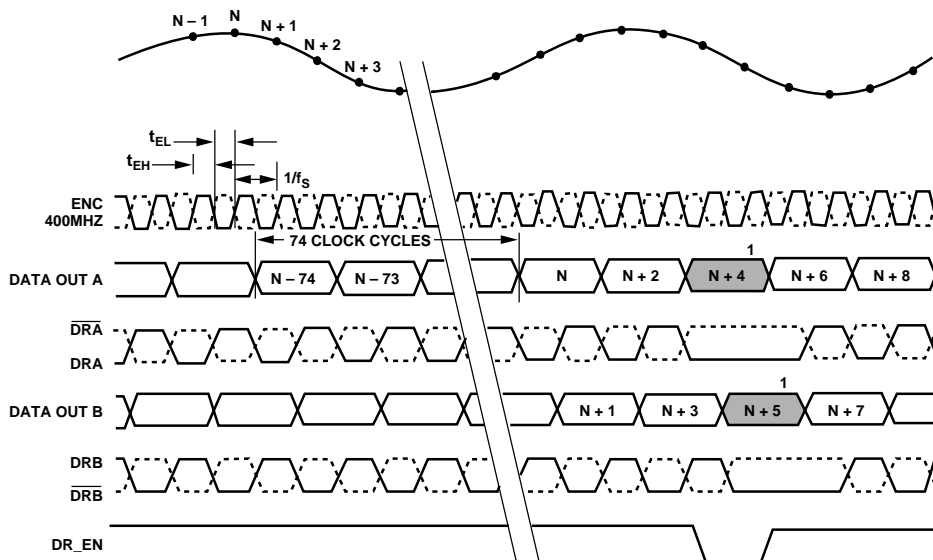 N – 1 N N + 1 N + 2 N + 3
tEL
tEH
1/fS
ENC
400MHZ
74 CLOCK CYCLES
1
DATA OUT A N – 74 N – 73 N N + 2 N + 4 N + 6 N + 8
DRA
DRA
1
DATA OUT B N + 1 N + 3 N + 5 N + 7
DRB
DRB
DR_EN